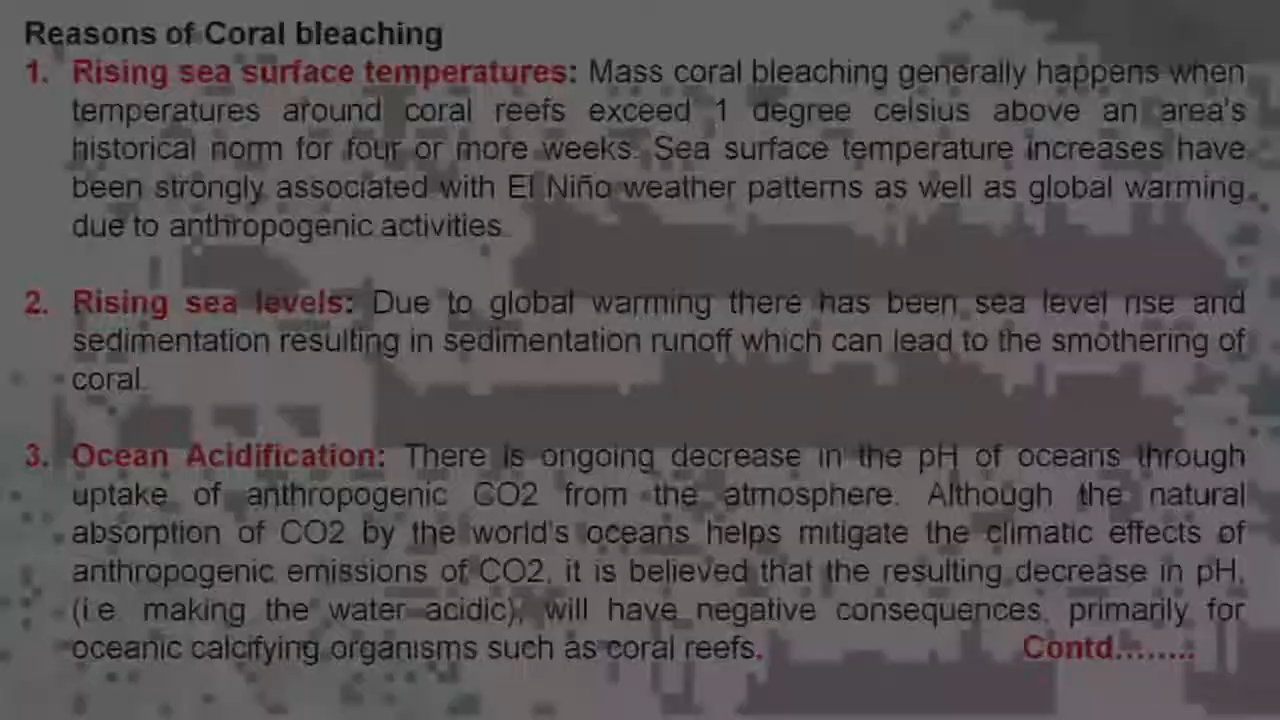 Reasons of Coral bleaching
1. Rising sea surface temperatures: Mass coral bleaching generally happens when
temperatures around coral reefs exceed 1 degree celsius above an area's
historical norm for four or more weeks. Sea surface temperature increases have
been strongly associated with El Niño weather patterns as well as global warming
due to anthropogenic activities.
2. Rising sea levels: Due to global warming there has been sea level rise and
sedimentation resulting in sedimentation runoff which can lead to the smothering of
coral.
3. Ocean Acidification: There is ongoing decrease in the pH of oceans through
uptake of anthropogenic CO2 from the atmosphere. Although the natural
absorption of CO2 by the world's oceans helps mitigate the climatic effects of
anthropogenic emissions of CO2, it is believed that the resulting decrease in pH,
(i.e. making the water acidic), will have negative consequences, primarily for
oceanic calcifying organisms such as coral reefs. Contd........